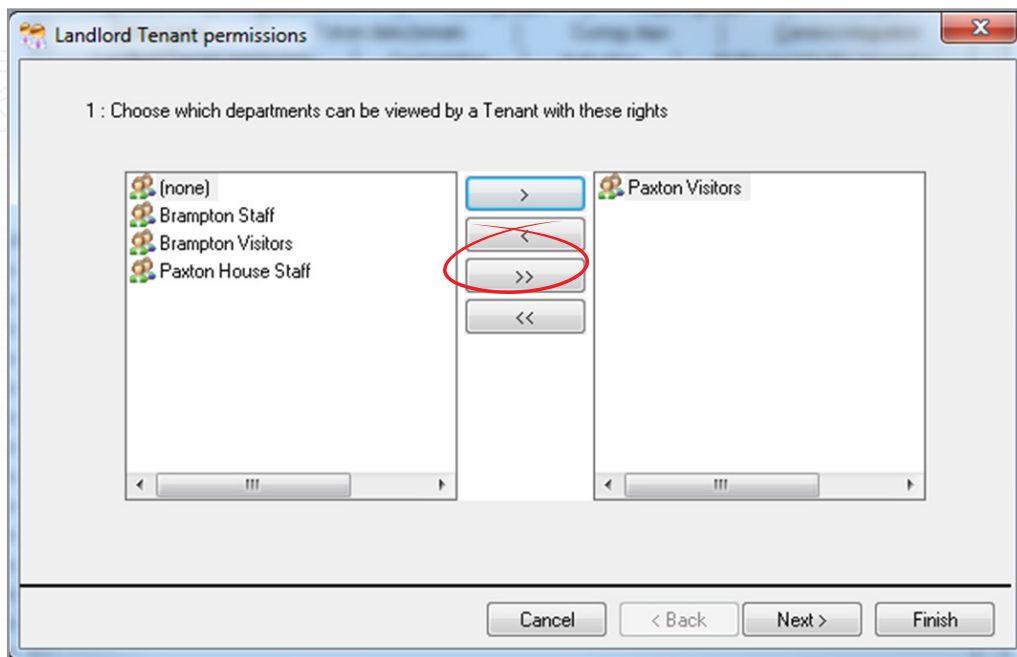 Landlord Tenant permissions
1 : Choose which departments can be viewed by a Tenant with these rights
(none)
Brampton Staff
Brampton Visitors
Paxton House Staff
>
<
>>
<<
Paxton Visitors
Cancel
< Back
Next >
Finish